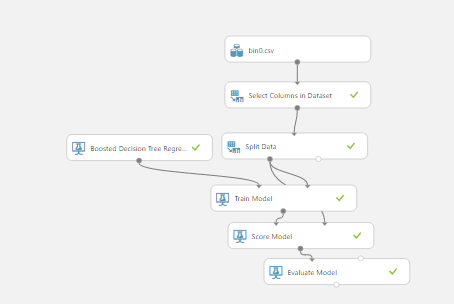 bin0.csv
Select Columns in Dataset
Boosted Decision Tree Regre...
Split Data
Train Model
Score Model
Evaluate Model